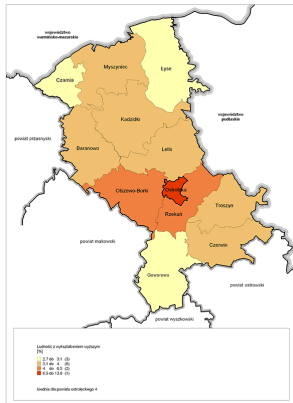 województwo
warmińsko-mazurskie
Myszyniec
Łyse
Czarnia
województwo
podlaskie
Kadzidło
powiat przasnyski
Baranowo
Lelis
Olszewo-Borki
Ostrołęka
Rzekuń
Troszyn
powiat makowski
Czerwin
Goworowo
powiat ostrowski
powiat wyszkowski
Ludność z wykształceniem wyższym
[%]
2,7 do 3,1 (3)
3,1 do 4 (6)
4 do 6,5 (2)
6,5 do 13,9 (1)
średnia dla powiatu ostrołęckiego 4